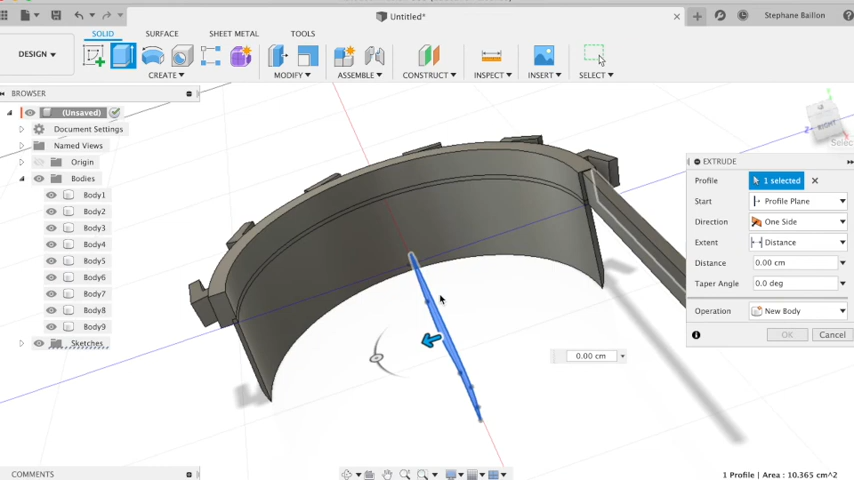 Untitled*
Stephane Baillon
SOLID SURFACE SHEET METAL TOOLS
DESIGN
CREATE MODIFY ASSEMBLE CONSTRUCT INSPECT INSERT SELECT
BROWSER
(Unsaved)
Document Settings
Named Views
Origin
Bodies
Body1
Body2
Body3
Body4
Body5
Body6
Body7
Body8
Body9
Sketches
RIGHT
Z
Selec
EXTRUDE
Profile 1 selected
Start Profile Plane
Direction One Side
Extent Distance
Distance 0.00 cm
Taper Angle 0.0 deg
Operation New Body
OK Cancel
0.00 cm
COMMENTS
1 Profile | Area : 10.365 cm^2